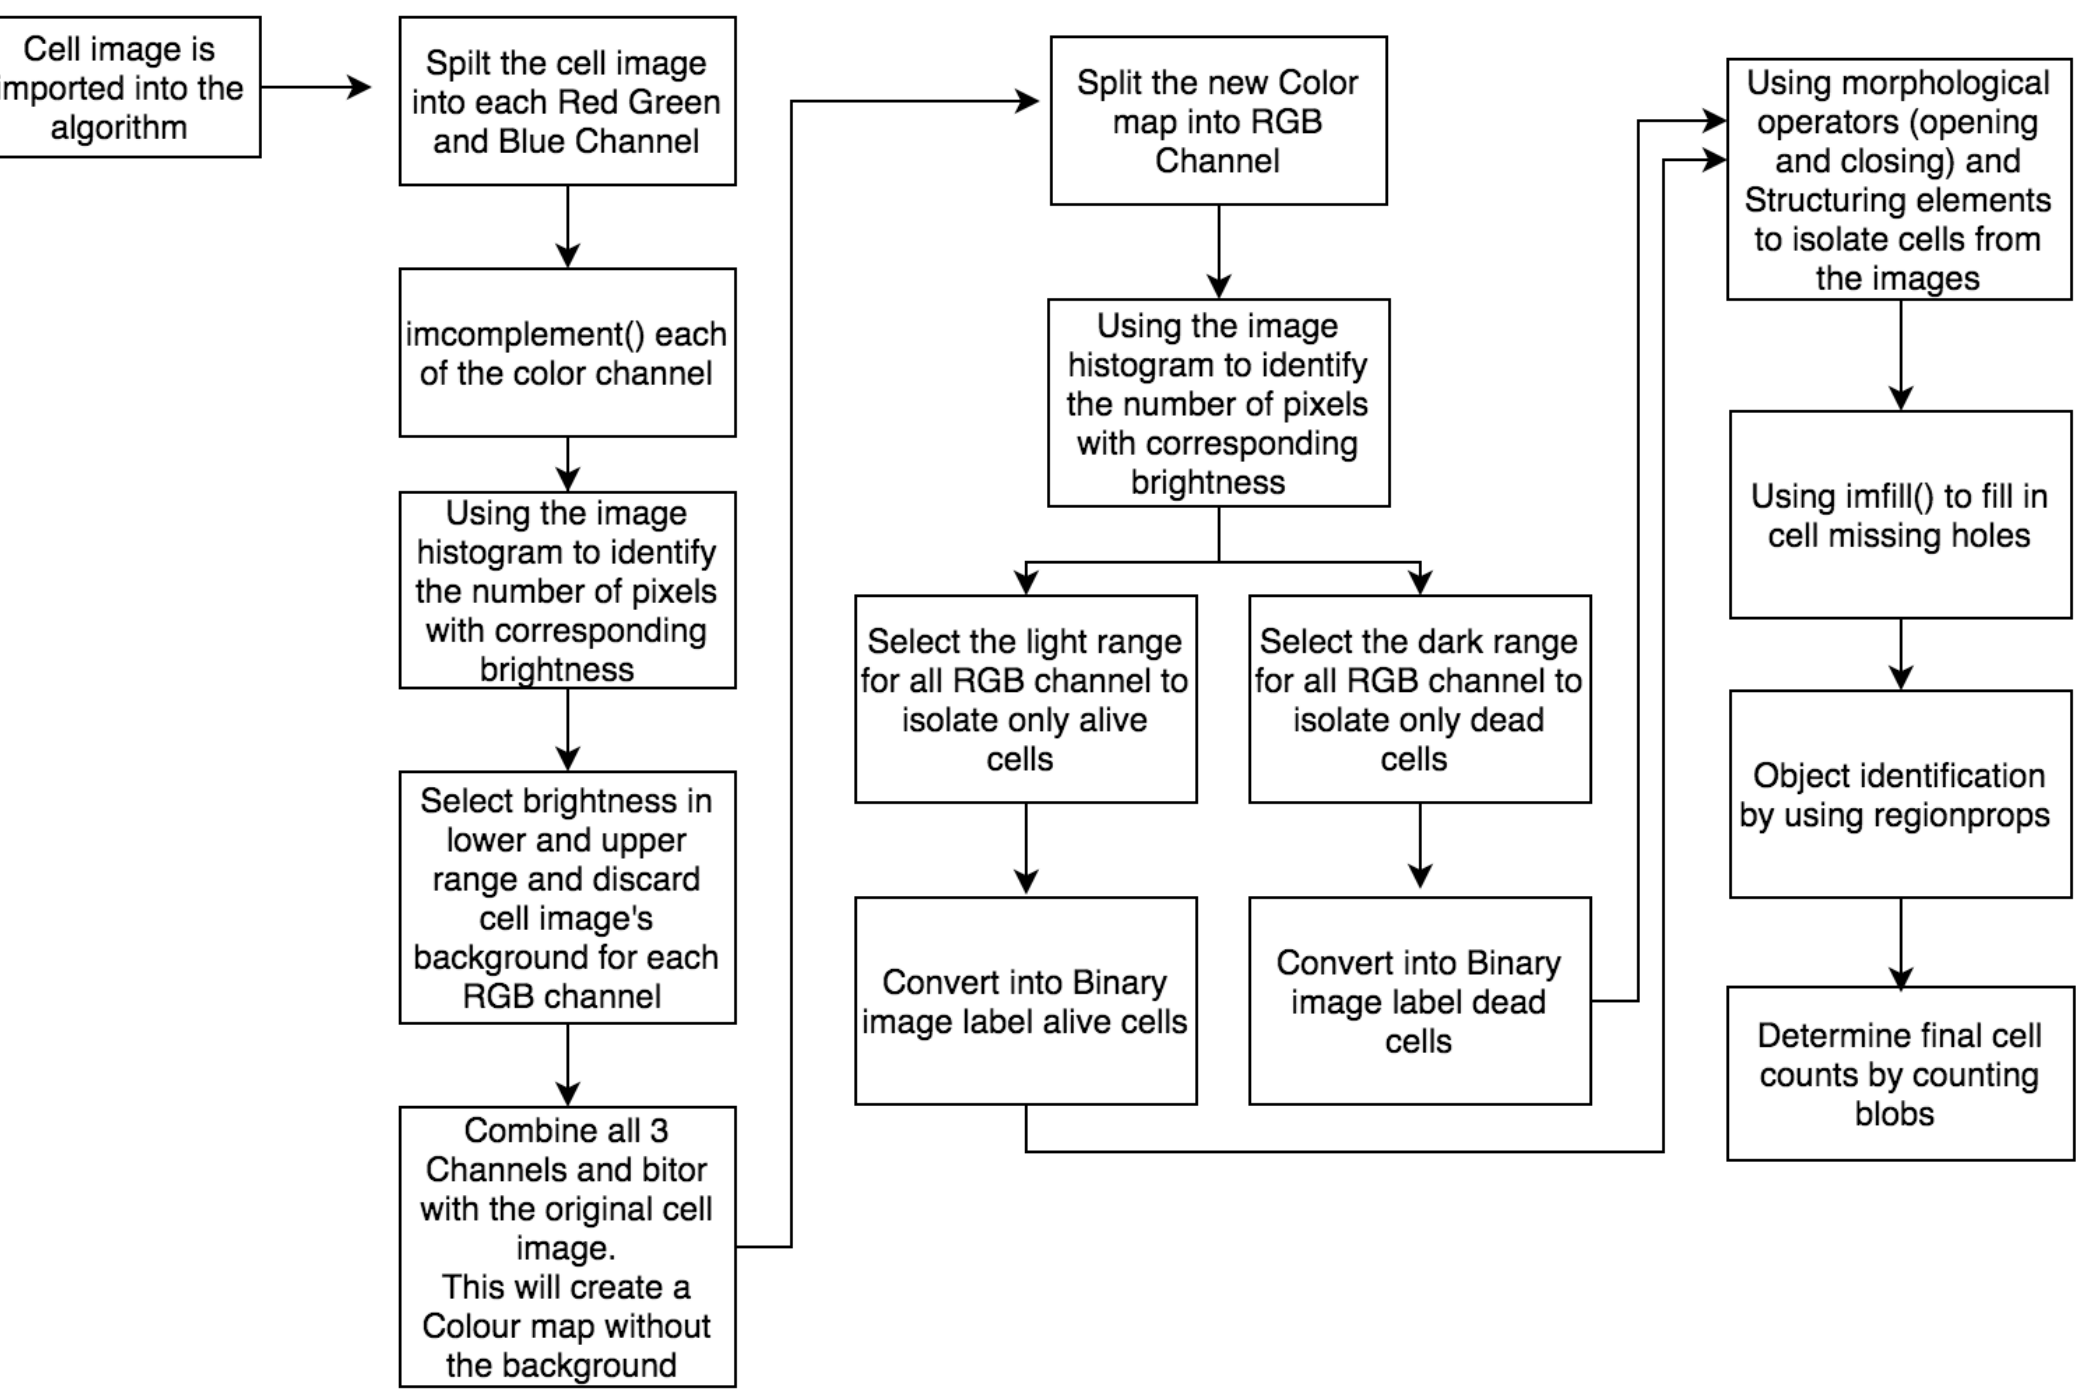 Cell image is
imported into the
algorithm
Spilt the cell image
into each Red Green
and Blue Channel
imcomplement() each
of the color channel
Using the image
histogram to identify
the number of pixels
with corresponding
brightness
Select brightness in
lower and upper
range and discard
cell image's
background for each
RGB channel
Combine all 3
Channels and bitor
with the original cell
image.
This will create a
Colour map without
the background
Split the new Color
map into RGB
Channel
Using the image
histogram to identify
the number of pixels
with corresponding
brightness
Select the light range
for all RGB channel to
isolate only alive
cells
Select the dark range
for all RGB channel to
isolate only dead
cells
Convert into Binary
image label alive cells
Convert into Binary
image label dead
cells
Using morphological
operators (opening
and closing) and
Structuring elements
to isolate cells from
the images
Using imfill() to fill in
cell missing holes
Object identification
by using regionprops
Determine final cell
counts by counting
blobs